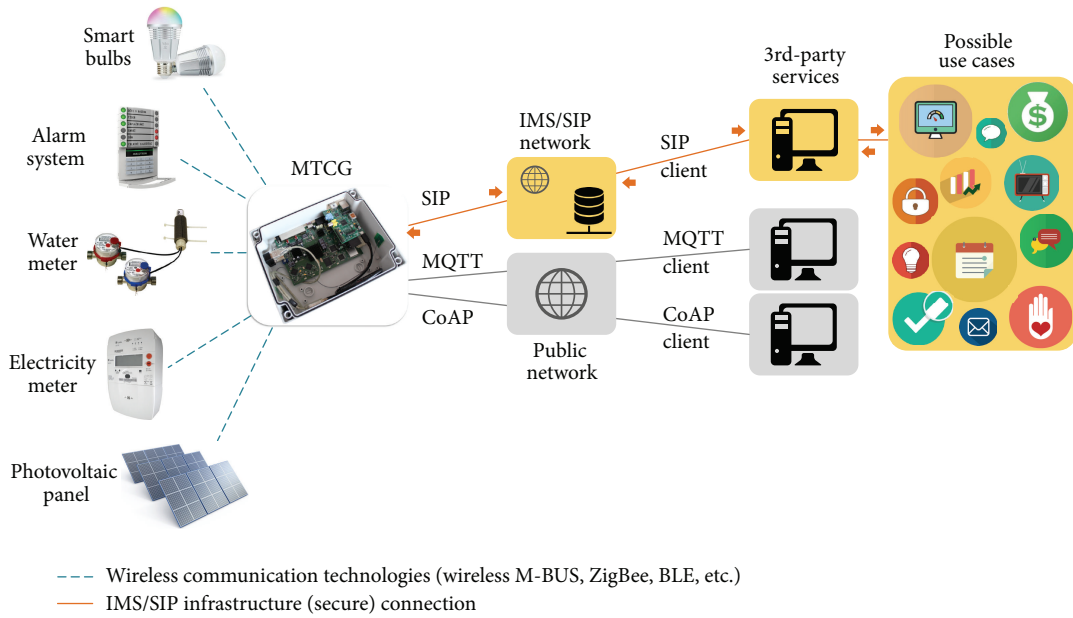 Smart
bulbs
Alarm
system
Water
meter
Electricity
meter
Photovoltaic
panel
MTCG
SIP
MQTT
CoAP
IMS/SIP
network
Public
network
SIP
client
MQTT
client
CoAP
client
3rd-party
services
Possible
use cases
Wireless communication technologies (wireless M-BUS, ZigBee, BLE, etc.)
IMS/SIP infrastructure (secure) connection